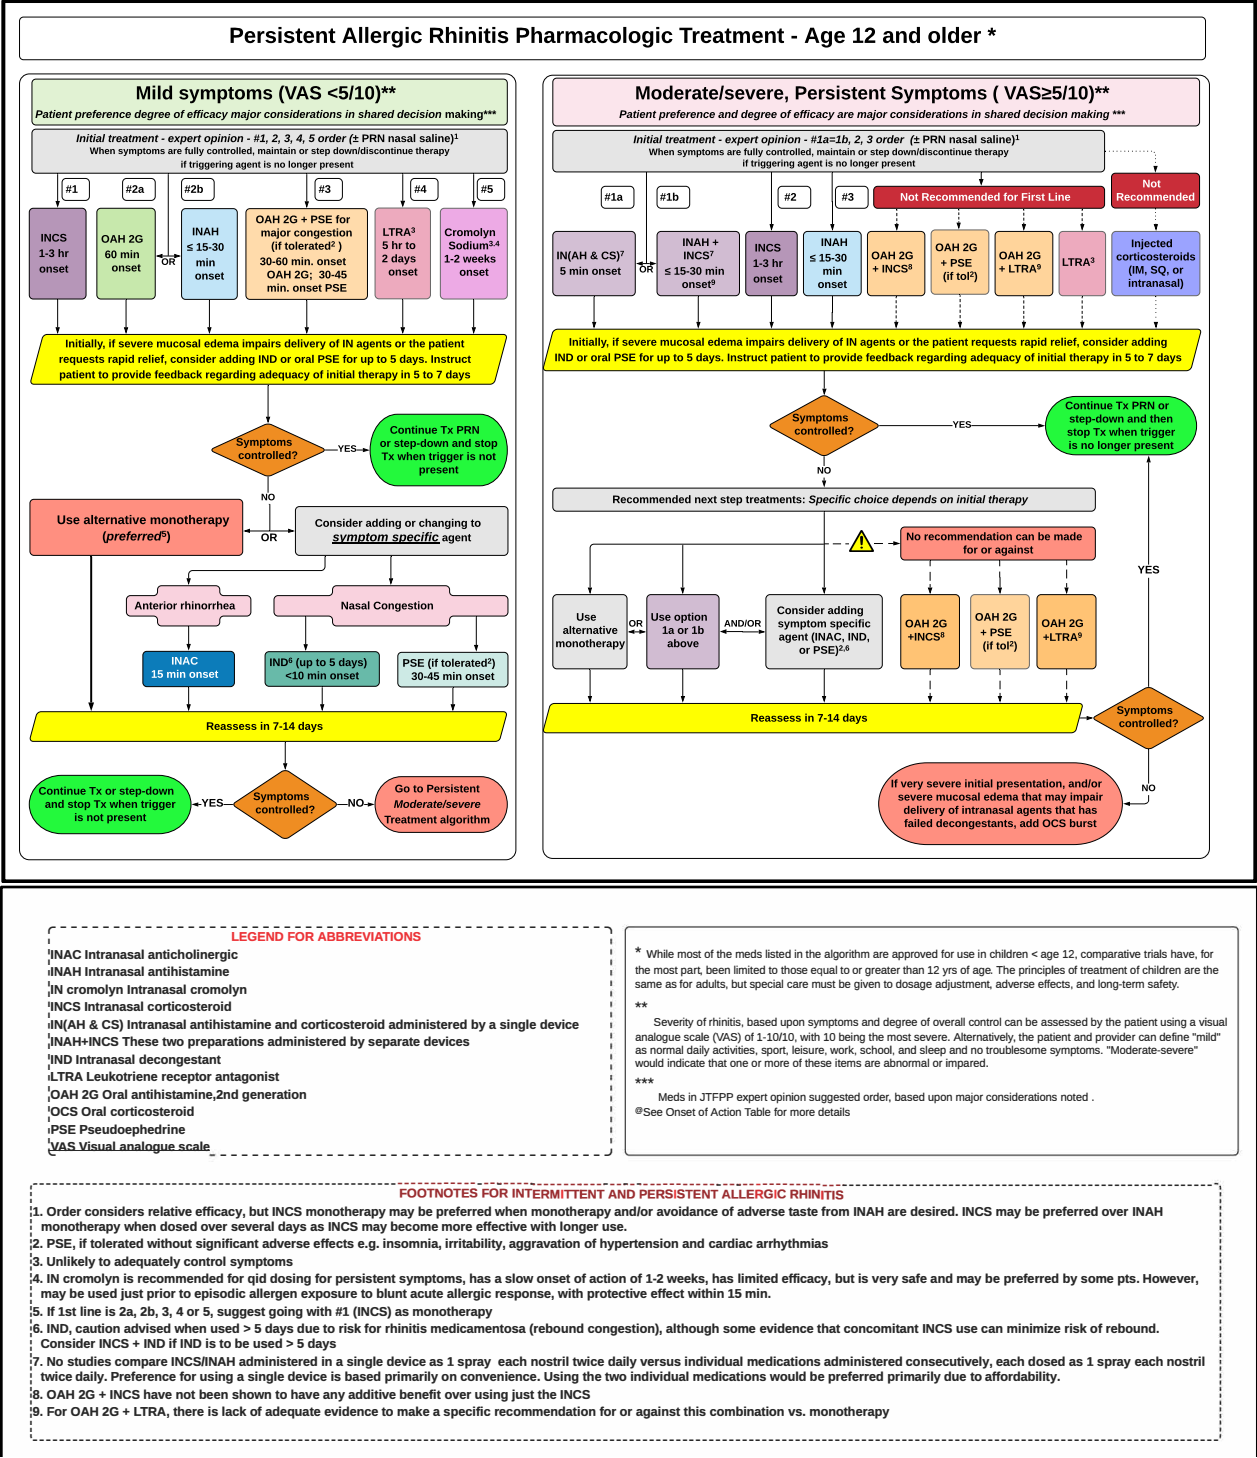 Persistent Allergic Rhinitis Pharmacologic Treatment - Age 12 and older *
Mild symptoms (VAS <5/10)**
Patient preference degree of efficacy major considerations in shared decision making***
Initial treatment - expert opinion - #1, 2, 3, 4, 5 order (± PRN nasal saline)¹
When symptoms are fully controlled, maintain or step down/discontinue therapy
if triggering agent is no longer present
#1
#2a
#2b
#3
#4
#5
INCS
1-3 hr
onset
OAH 2G
60 min
onset
OR
INAH
≤ 15-30
min
onset
OAH 2G + PSE for
major congestion
(if tolerated² )
30-60 min. onset
OAH 2G; 30-45
min. onset PSE
LTRA³
5 hr to
2 days
onset
Cromolyn
Sodium³·⁴
1-2 weeks
onset
Initially, if severe mucosal edema impairs delivery of IN agents or the patient
requests rapid relief, consider adding IND or oral PSE for up to 5 days. Instruct
patient to provide feedback regarding adequacy of initial therapy in 5 to 7 days
Symptoms
controlled?
YES
Continue Tx PRN
or step-down and stop
Tx when trigger is not
present
NO
Use alternative monotherapy
(preferred⁵)
OR
Consider adding or changing to
symptom specific agent
Anterior rhinorrhea
Nasal Congestion
INAC
15 min onset
IND⁶ (up to 5 days)
<10 min onset
PSE (if tolerated²)
30-45 min onset
Reassess in 7-14 days
Continue Tx or step-down
and stop Tx when trigger
is not present
YES
Symptoms
controlled?
NO
Go to Persistent
Moderate/severe
Treatment algorithm
Moderate/severe, Persistent Symptoms ( VAS≥5/10)**
Patient preference and degree of efficacy are major considerations in shared decision making ***
Initial treatment - expert opinion - #1a=1b, 2, 3 order (± PRN nasal saline)¹
When symptoms are fully controlled, maintain or step down/discontinue therapy
if triggering agent is no longer present
#1a
#1b
#2
#3
Not Recommended for First Line
Not
Recommended
IN(AH & CS)⁷
5 min onset
OR
INAH +
INCS⁷
≤ 15-30 min
onset⁹
INCS
1-3 hr
onset
INAH
≤ 15-30
min
onset
OAH 2G
+ INCS⁸
OAH 2G
+ PSE
(if tol²)
OAH 2G
+ LTRA⁹
LTRA³
Injected
corticosteroids
(IM, SQ, or
intranasal)
Initially, if severe mucosal edema impairs delivery of IN agents or the patient requests rapid relief, consider adding
IND or oral PSE for up to 5 days. Instruct patient to provide feedback regarding adequacy of initial therapy in 5 to 7 days
Symptoms
controlled?
YES
Continue Tx PRN or
step-down and then
stop Tx when trigger
is no longer present
NO
Recommended next step treatments: Specific choice depends on initial therapy
!
No recommendation can be made
for or against
YES
Use
alternative
monotherapy
OR
Use option
1a or 1b
above
AND/OR
Consider adding
symptom specific
agent (INAC, IND,
or PSE)²·⁶
OAH 2G
+INCS⁸
OAH 2G
+ PSE
(if tol²)
OAH 2G
+LTRA⁹
Reassess in 7-14 days
Symptoms
controlled?
NO
If very severe initial presentation, and/or
severe mucosal edema that may impair
delivery of intranasal agents that has
failed decongestants, add OCS burst
LEGEND FOR ABBREVIATIONS
INAC Intranasal anticholinergic
INAH Intranasal antihistamine
IN cromolyn Intranasal cromolyn
INCS Intranasal corticosteroid
IN(AH & CS) Intranasal antihistamine and corticosteroid administered by a single device
INAH+INCS These two preparations administered by separate devices
IND Intranasal decongestant
LTRA Leukotriene receptor antagonist
OAH 2G Oral antihistamine,2nd generation
OCS Oral corticosteroid
PSE Pseudoephedrine
VAS Visual analogue scale
* While most of the meds listed in the algorithm are approved for use in children < age 12, comparative trials have, for
the most part, been limited to those equal to or greater than 12 yrs of age. The principles of treatment of children are the
same as for adults, but special care must be given to dosage adjustment, adverse effects, and long-term safety.
**
Severity of rhinitis, based upon symptoms and degree of overall control can be assessed by the patient using a visual
analogue scale (VAS) of 1-10/10, with 10 being the most severe. Alternatively, the patient and provider can define "mild"
as normal daily activities, sport, leisure, work, school, and sleep and no troublesome symptoms. "Moderate-severe"
would indicate that one or more of these items are abnormal or impared.
***
Meds in JTFPP expert opinion suggested order, based upon major considerations noted .
@See Onset of Action Table for more details
FOOTNOTES FOR INTERMITTENT AND PERSISTENT ALLERGIC RHINITIS
1. Order considers relative efficacy, but INCS monotherapy may be preferred when monotherapy and/or avoidance of adverse taste from INAH are desired. INCS may be preferred over INAH
monotherapy when dosed over several days as INCS may become more effective with longer use.
2. PSE, if tolerated without significant adverse effects e.g. insomnia, irritability, aggravation of hypertension and cardiac arrhythmias
3. Unlikely to adequately control symptoms
4. IN cromolyn is recommended for qid dosing for persistent symptoms, has a slow onset of action of 1-2 weeks, has limited efficacy, but is very safe and may be preferred by some pts. However,
may be used just prior to episodic allergen exposure to blunt acute allergic response, with protective effect within 15 min.
5. If 1st line is 2a, 2b, 3, 4 or 5, suggest going with #1 (INCS) as monotherapy
6. IND, caution advised when used > 5 days due to risk for rhinitis medicamentosa (rebound congestion), although some evidence that concomitant INCS use can minimize risk of rebound.
Consider INCS + IND if IND is to be used > 5 days
7. No studies compare INCS/INAH administered in a single device as 1 spray each nostril twice daily versus individual medications administered consecutively, each dosed as 1 spray each nostril
twice daily. Preference for using a single device is based primarily on convenience. Using the two individual medications would be preferred primarily due to affordability.
8. OAH 2G + INCS have not been shown to have any additive benefit over using just the INCS
9. For OAH 2G + LTRA, there is lack of adequate evidence to make a specific recommendation for or against this combination vs. monotherapy